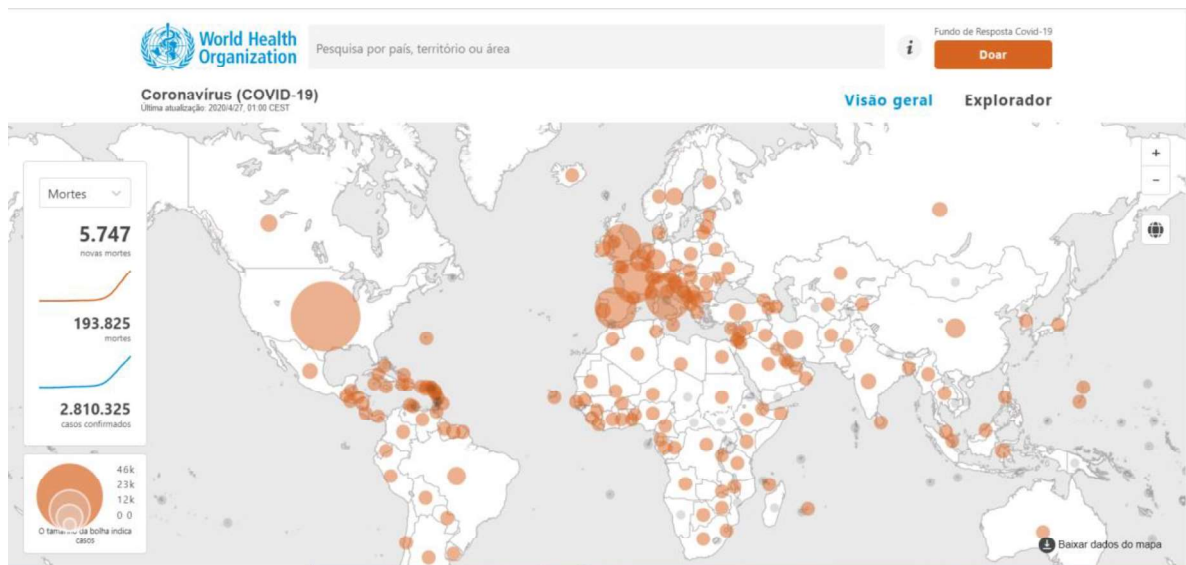 World Health
Organization
Pesquisa por país, território ou área
i
Fundo de Resposta Covid-19
Doar
Coronavírus (COVID-19)
Última atualização: 2020/4/27, 01:00 CEST
Visão geral
Explorador
+
−
Mortes
5.747
novas mortes
193.825
mortes
2.810.325
casos confirmados
46k
23k
12k
0 0
O da bolha indica
casos
Baixar dados do mapa